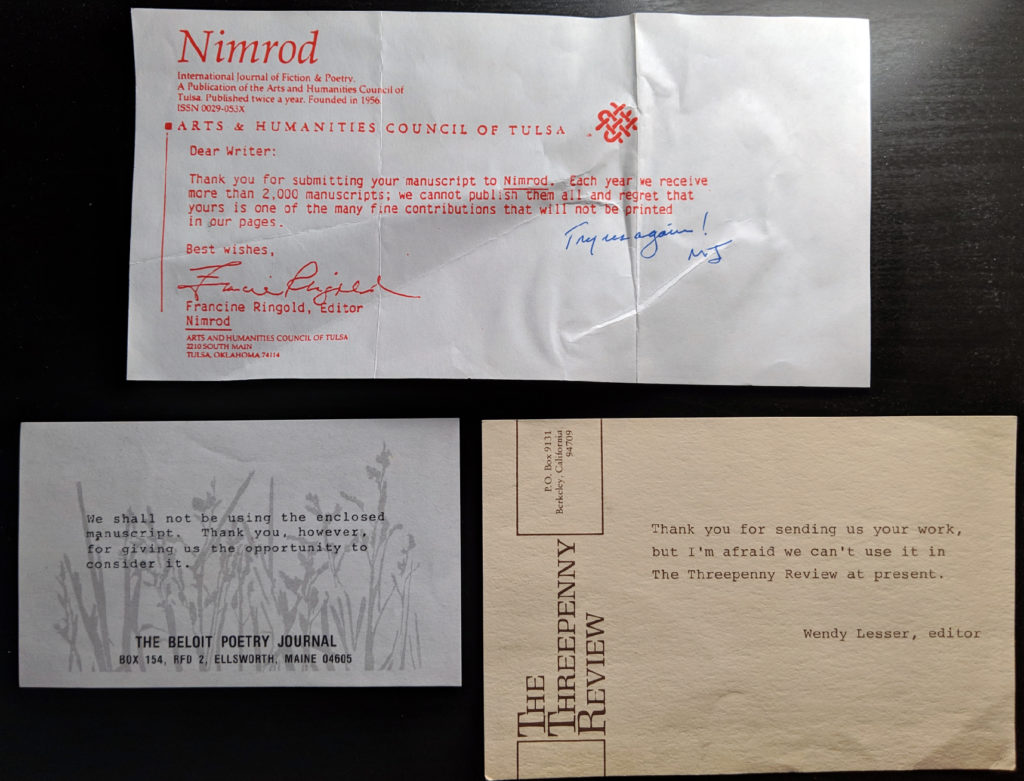 Nimrod
International Journal of Fiction & Poetry.
A Publication of the Arts and Humanities Council of
Tulsa. Published twice a year. Founded in 1956.
ISSN 0029-053X
ARTS & HUMANITIES COUNCIL OF TULSA
Dear Writer:
Thank you for submitting your manuscript to Nimrod. Each year we receive
more than 2,000 manuscripts; we cannot publish them all and regret that
yours is one of the many fine contributions that will not be printed
in our pages.
Try us again!
MJ
Best wishes,
Francine Ringold
Francine Ringold, Editor
Nimrod
ARTS AND HUMANITIES COUNCIL OF TULSA
2210 SOUTH MAIN
TULSA, OKLAHOMA 74114
We shall not be using the enclosed
manuscript. Thank you, however,
for giving us the opportunity to
consider it.
THE BELOIT POETRY JOURNAL
BOX 154, RFD 2, ELLSWORTH, MAINE 04605
P.O. Box 9131
Berkeley, California
94709
THE
THREEPENNY
REVIEW
Thank you for sending us your work,
but I'm afraid we can't use it in
The Threepenny Review at present.
Wendy Lesser, editor